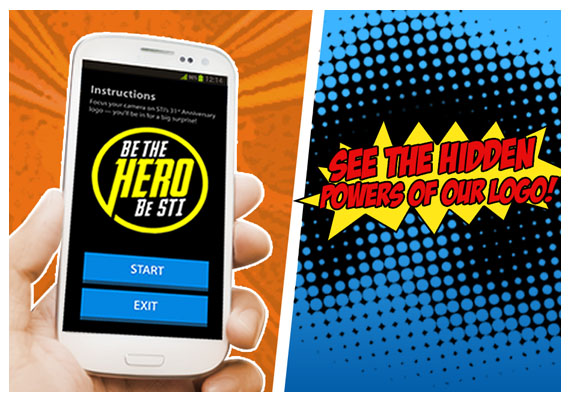 12:14
Instructions
Focus your camera on STI's 31st Anniversary
logo — you'll be in for a big surprise!
BE THE
HERO
BE STI
START
EXIT
SEE THE HIDDEN
POWERS OF OUR LOGO!